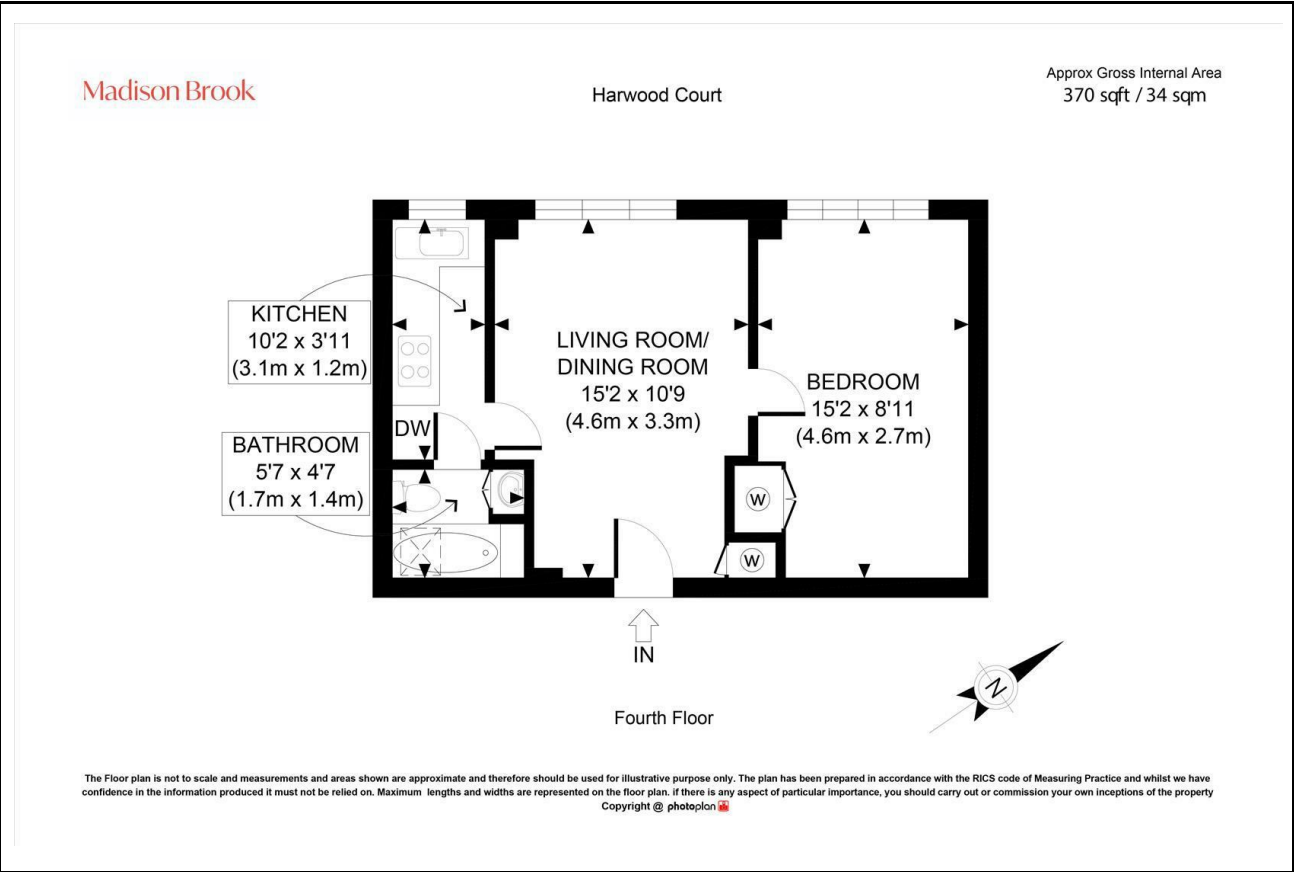 Madison Brook
Harwood Court
Approx Gross Internal Area
370 sqft / 34 sqm
KITCHEN
10'2 x 3'11
(3.1m x 1.2m)
LIVING ROOM/
DINING ROOM
15'2 x 10'9
(4.6m x 3.3m)
BEDROOM
15'2 x 8'11
(4.6m x 2.7m)
DW
BATHROOM
5'7 x 4'7
(1.7m x 1.4m)
W
W
IN
N
Fourth Floor
The Floor plan is not to scale and measurements and areas shown are approximate and therefore should be used for illustrative purpose only. The plan has been prepared in accordance with the RICS code of Measuring Practice and whilst we have
confidence in the information produced it must not be relied on. Maximum lengths and widths are represented on the floor plan. if there is any aspect of particular importance, you should carry out or commission your own inceptions of the property
Copyright @ photoplan